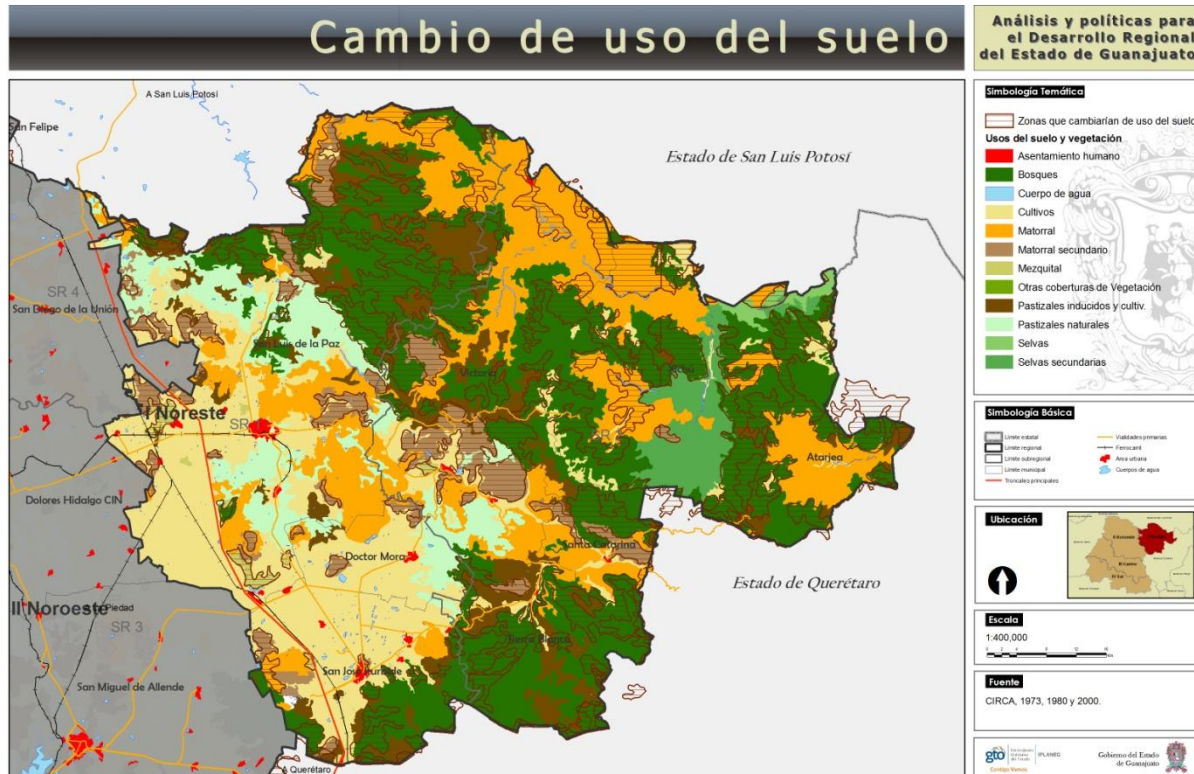 Cambio de uso del suelo
Análisis y políticas para
el Desarrollo Regional
del Estado de Guanajuato
A San Luis Potosí
San Felipe
Estado de San Luis Potosí
SR 4
San Diego de la Unión
San Luis de la Paz
Victoria
I Noreste
Atarjea
Dolores Hidalgo CIN
Doctor Mora
Santa Catarina
Estado de Querétaro
II Noroeste
SR 3
Tierra Blanca
San José Iturbide
San Miguel de Allende
A Querétaro
Simbología Temática
Zonas que cambiarían de uso del suelo
Usos del suelo y vegetación
Asentamiento humano
Bosques
Cuerpo de agua
Cultivos
Matorral
Matorral secundario
Mezquital
Otras coberturas de Vegetación
Pastizales inducidos y cultiv.
Pastizales naturales
Selvas
Selvas secundarias
Simbología Básica
Límite estatal
Límite regional
Límite subregional
Límite municipal
Troncales principales
Vialidades primarias
Ferrocarril
Area urbana
Cuerpos de agua
Ubicación
Escala
1:400,000
Fuente
CIRCA, 1973, 1980 y 2000.
gto
IPLANEG
Contigo Vamos
Gobierno del Estado
de Guanajuato